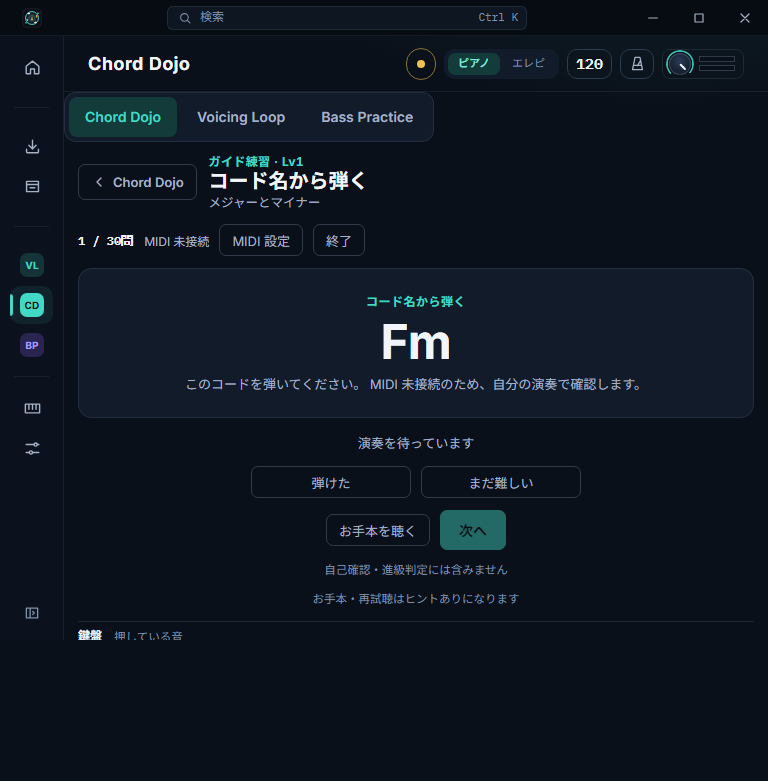 検索 Ctrl K
Chord Dojo
ピアノ エレピ 120
Chord Dojo Voicing Loop Bass Practice
ガイド練習 · Lv1
Chord Dojo コード名から弾く
メジャーとマイナー
1 / 30問 MIDI 未接続 MIDI 設定 終了
VL
CD
BP
コード名から弾く
Fm
このコードを弾いてください。 MIDI 未接続のため、自分の演奏で確認します。
演奏を待っています
弾けた まだ難しい
お手本を聴く 次へ
自己確認・進級判定には含みません
お手本・再試聴はヒントありになります
鍵盤 押している音